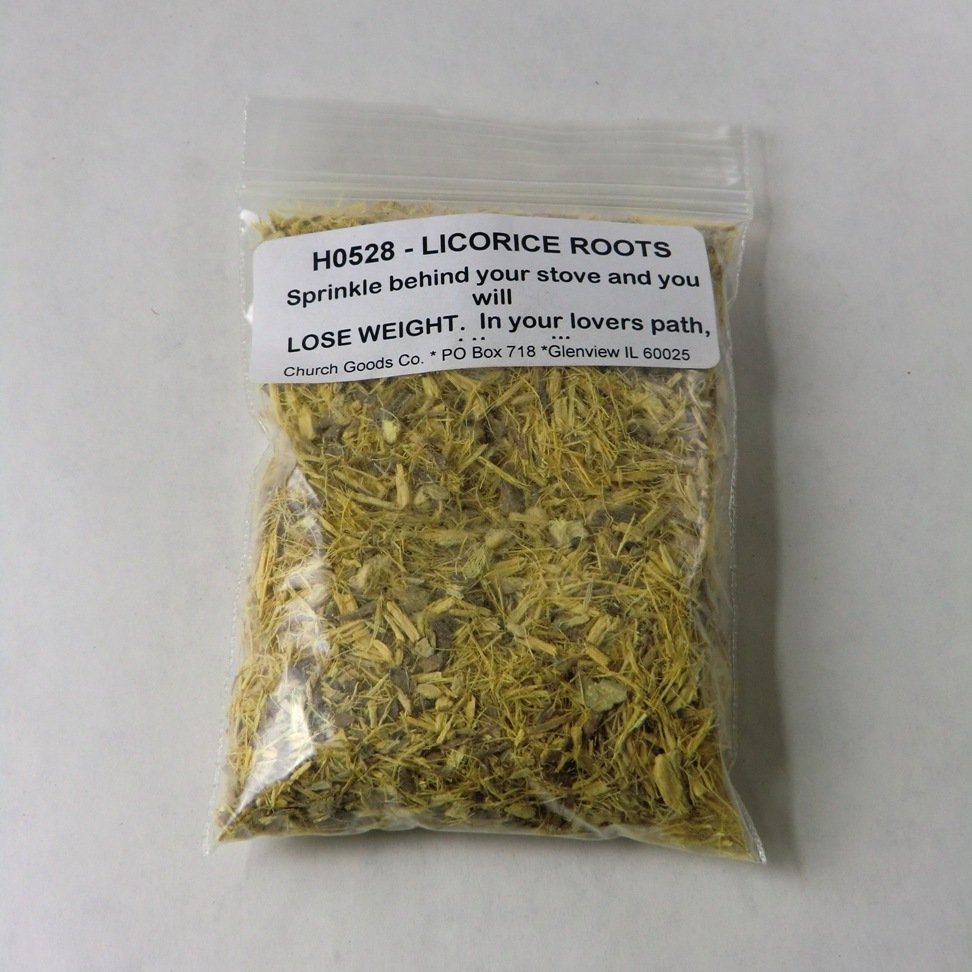 H0528 - LICORICE ROOTS
Sprinkle behind your stove and you
will
LOSE WEIGHT.  In your lovers path,
Church Goods Co. * PO Box 718 *Glenview IL 60025